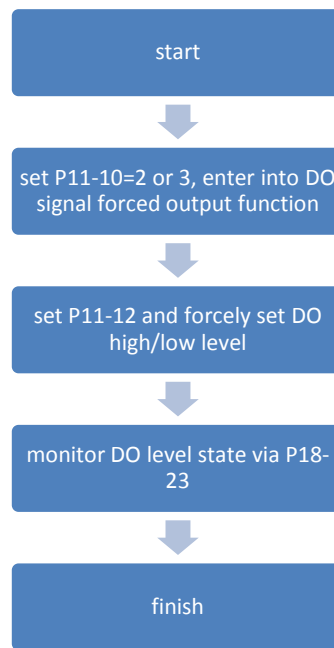 start
set P11-10=2 or 3, enter into DO
signal forced output function
set P11-12 and forcely set DO
high/low level
monitor DO level state via P18-
23
finish